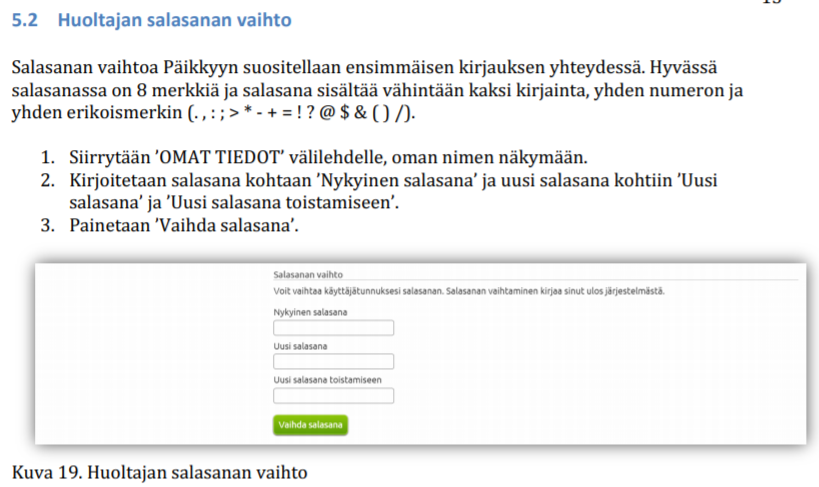 5.2 Huoltajan salasanan vaihto
Salasanan vaihtoa Päikkyyn suositellaan ensimmäisen kirjauksen yhteydessä. Hyvässä
salasanassa on 8 merkkiä ja salasana sisältää vähintään kaksi kirjainta, yhden numeron ja
yhden erikoismerkin (. , : ; > * - + = ! ? @ $ & ( ) /).
1. Siirrytään ’OMAT TIEDOT’ välilehdelle, oman nimen näkymään.
2. Kirjoitetaan salasana kohtaan ’Nykyinen salasana’ ja uusi salasana kohtiin ’Uusi
salasana’ ja ’Uusi salasana toistamiseen’.
3. Painetaan ’Vaihda salasana’.
Salasanan vaihto
Voit vaihtaa käyttäjätunnuksesi salasanan. Salasanan vaihtaminen kirjaa sinut ulos järjestelmästä.
Nykyinen salasana
Uusi salasana
Uusi salasana toistamiseen
Vaihda salasana
Kuva 19. Huoltajan salasanan vaihto